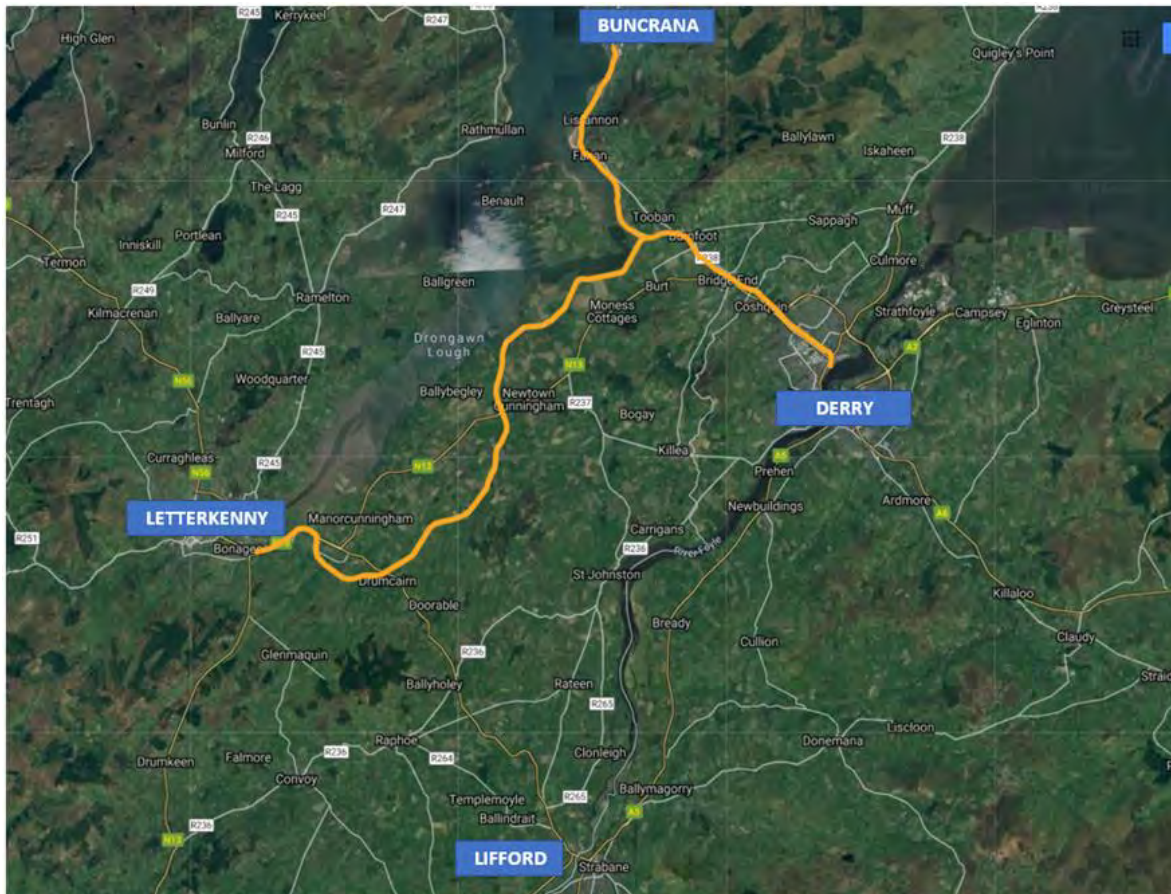 R245
Kerrykeel
R247
BUNCRANA
R238
High Glen
Quigley's Point
Bunlin
Rathmullan
Lisfannon
Ballylawn
R246
Milford
Fahan
Iskaheen
R238
The Lagg
Benault
R245
R247
Tooban
Sappagh
Muff
Portlean
Inniskill
Burnfoot
Termon
R238
Culmore
R249
Ballgreen
Burt
Bridge End
Ramelton
Moness
Cottages
Coshquin
Strathfoyle
Campsey
Greysteel
Kilmacrenan
Ballyare
Eglinton
Drongawn
Lough
A2
R245
N13
Woodquarter
N56
Ballybegley
Newtown
Cunningham
Trentagh
R237
DERRY
Bogay
Killea
Curraghleas
R245
N13
N56
A5
Prehen
Ardmore
LETTERKENNY
Manorcunningham
Newbuildings
A6
Carrigans
R251
Bonagee
R236
River Foyle
St Johnston
Drumcairn
Killaloo
Doorable
Bready
Claudy
Cullion
Glenmaquin
R236
Ballyholey
Rateen
R265
Liscloon
Raphoe
Donemana
Drumkeen
Falmore
R236
R264
Clonleigh
Convoy
Ballymagorry
Templemoyle
R265
Ballindrait
A5
R236
N13
LIFFORD
Strabane